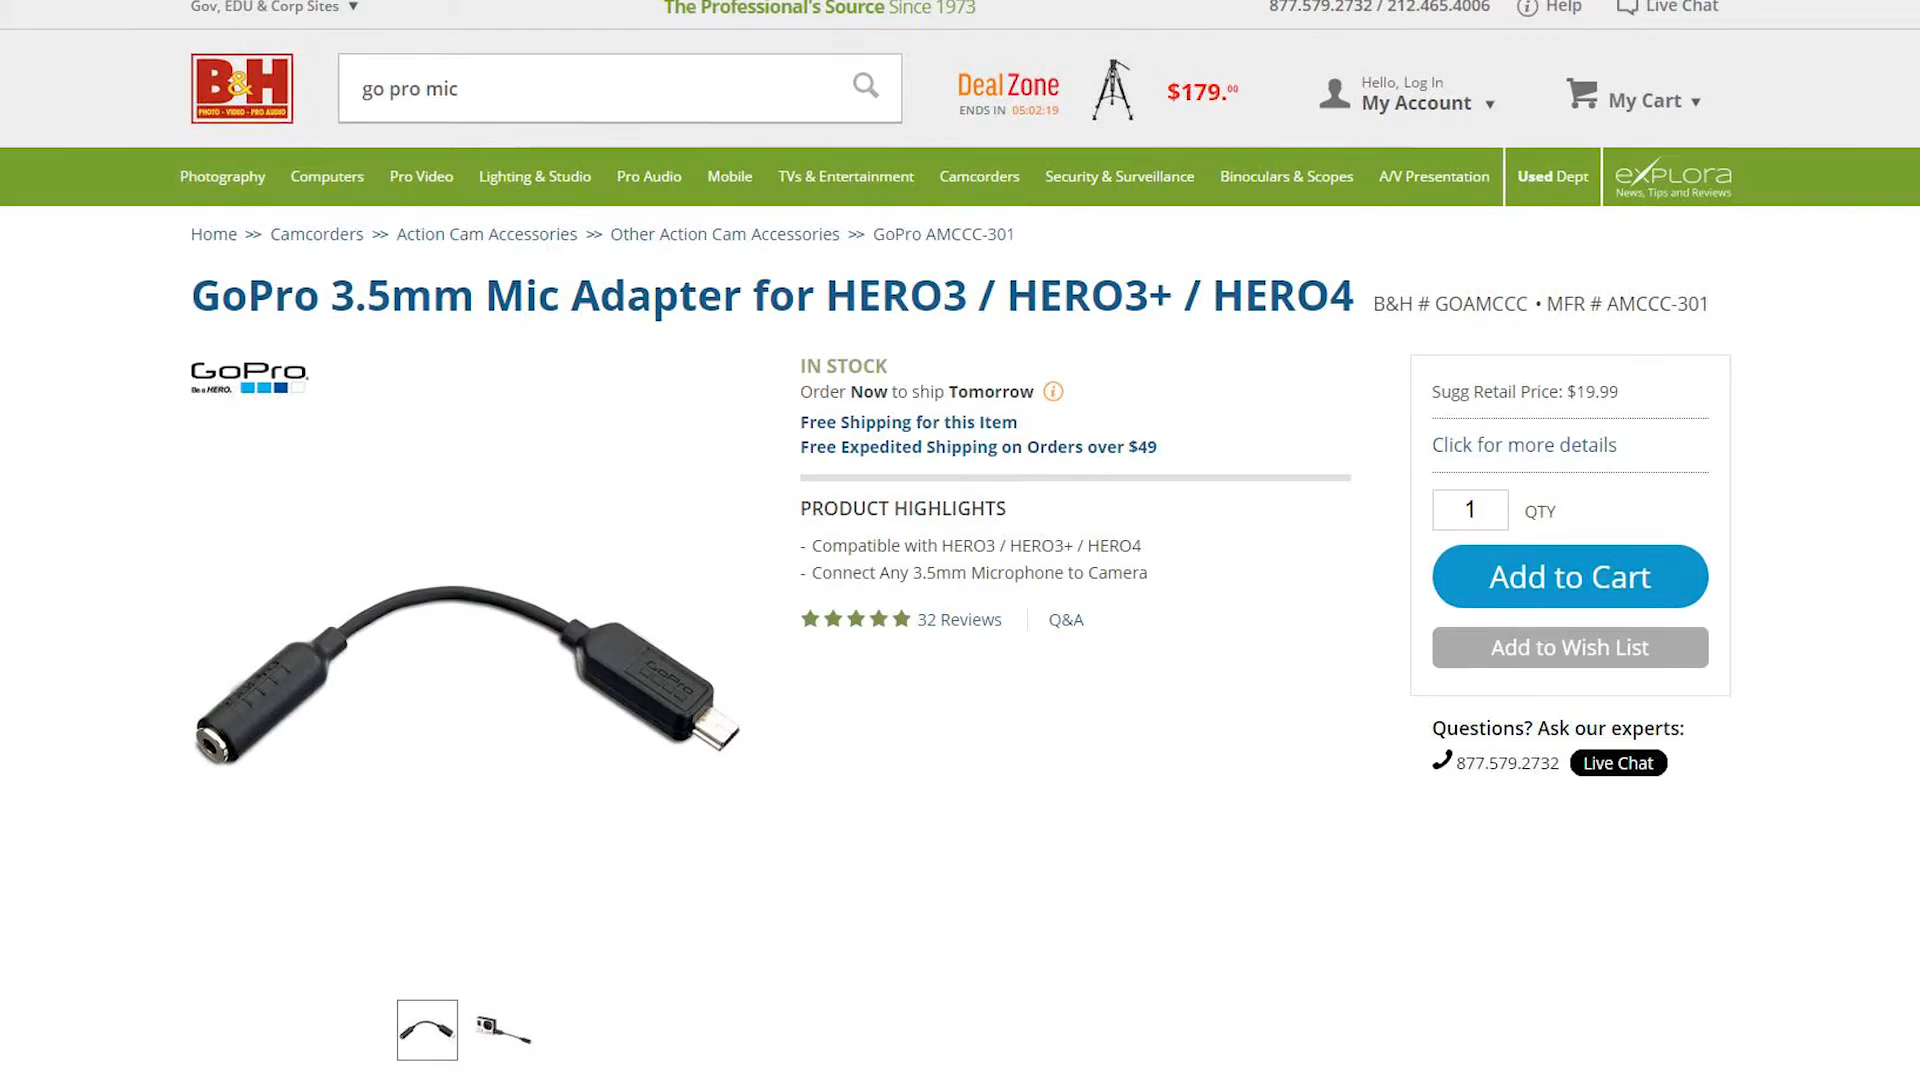 Gov, EDU & Corp Sites ▼
The Professional's Source Since 1973
877.579.2732 / 212.465.4006
Help
Live Chat
B&H
PHOTO - VIDEO - PRO AUDIO
go pro mic
Deal Zone
ENDS IN 05:02:19
$179.00
Hello, Log In
My Account ▼
My Cart ▼
Photography Computers Pro Video Lighting & Studio Pro Audio Mobile TVs & Entertainment Camcorders Security & Surveillance Binoculars & Scopes A/V Presentation Used Dept
eXPLORA
News, Tips and Reviews
Home >> Camcorders >> Action Cam Accessories >> Other Action Cam Accessories >> GoPro AMCCC-301
GoPro 3.5mm Mic Adapter for HERO3 / HERO3+ / HERO4 B&H # GOAMCCC • MFR # AMCCC-301
GoPro
Be a HERO.
IN STOCK
Order Now to ship Tomorrow
Free Shipping for this Item
Free Expedited Shipping on Orders over $49
PRODUCT HIGHLIGHTS
- Compatible with HERO3 / HERO3+ / HERO4
- Connect Any 3.5mm Microphone to Camera
32 Reviews
Q&A
Sugg Retail Price: $19.99
Click for more details
1 QTY
Add to Cart
Add to Wish List
Questions? Ask our experts:
877.579.2732 Live Chat
GoPro